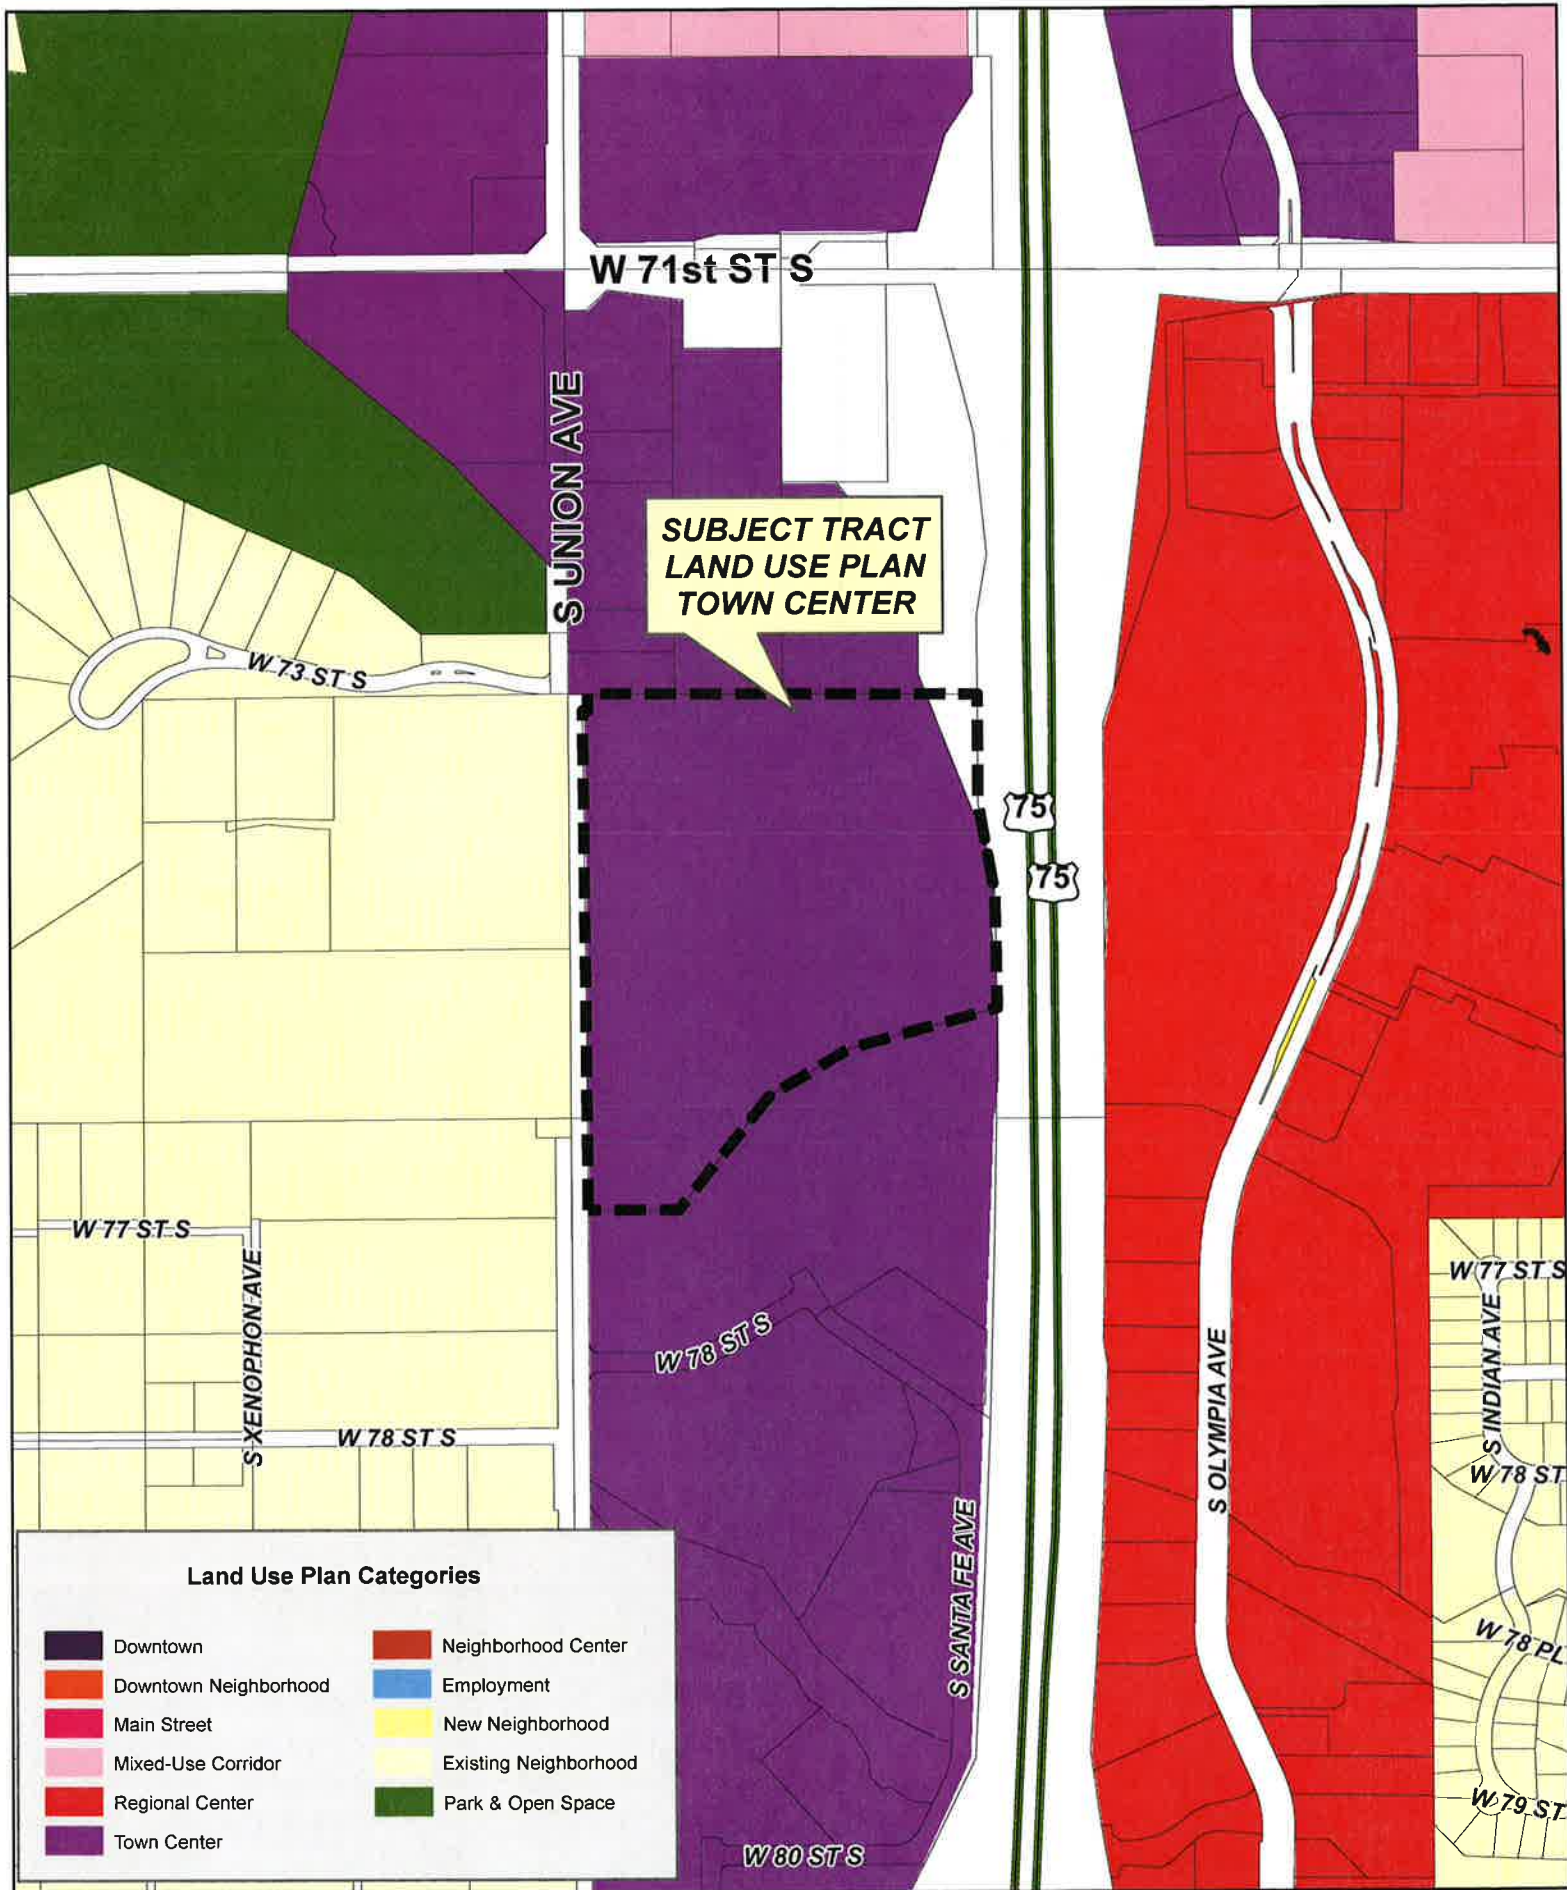 W 71st ST S
S UNION AVE
SUBJECT TRACT
LAND USE PLAN
TOWN CENTER
W 73 ST S
75
75
W 77 ST S
S XENOPHON AVE
W 78 ST S
W 78 ST S
S SANTA FE AVE
W 80 ST S
S OLYMPIA AVE
W 77 ST S
S INDIAN AVE
W 78 ST
W 78 PL
W 79 ST
Land Use Plan Categories
Downtown
Downtown Neighborhood
Main Street
Mixed-Use Corridor
Regional Center
Town Center
Neighborhood Center
Employment
New Neighborhood
Existing Neighborhood
Park & Open Space